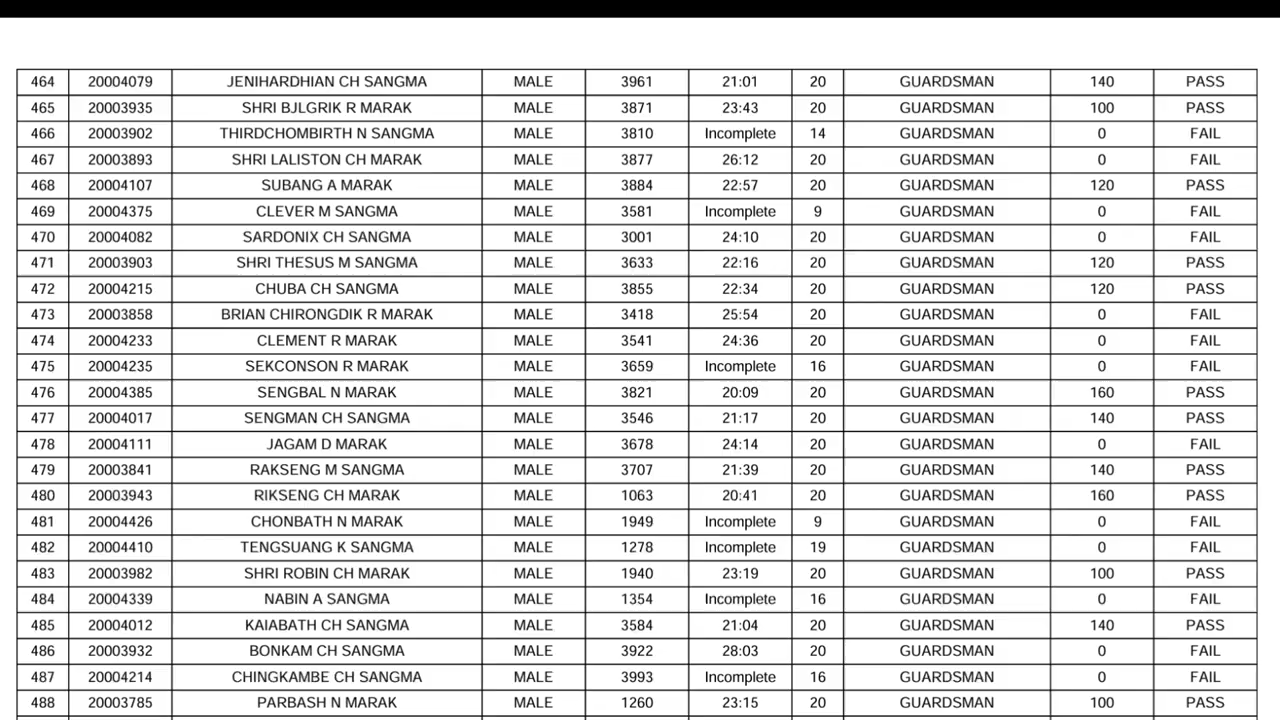 464 20004079 JENIHARDHIAN CH SANGMA MALE 3961 21:01 20 GUARDSMAN 140 PASS
465 20003935 SHRI BJLGRIK R MARAK MALE 3871 23:43 20 GUARDSMAN 100 PASS
466 20003902 THIRDCHOMBIRTH N SANGMA MALE 3810 Incomplete 14 GUARDSMAN 0 FAIL
467 20003893 SHRI LALISTON CH MARAK MALE 3877 26:12 20 GUARDSMAN 0 FAIL
468 20004107 SUBANG A MARAK MALE 3884 22:57 20 GUARDSMAN 120 PASS
469 20004375 CLEVER M SANGMA MALE 3581 Incomplete 9 GUARDSMAN 0 FAIL
470 20004082 SARDONIX CH SANGMA MALE 3001 24:10 20 GUARDSMAN 0 FAIL
471 20003903 SHRI THESUS M SANGMA MALE 3633 22:16 20 GUARDSMAN 120 PASS
472 20004215 CHUBA CH SANGMA MALE 3855 22:34 20 GUARDSMAN 120 PASS
473 20003858 BRIAN CHIRONGDIK R MARAK MALE 3418 25:54 20 GUARDSMAN 0 FAIL
474 20004233 CLEMENT R MARAK MALE 3541 24:36 20 GUARDSMAN 0 FAIL
475 20004235 SEKCONSON R MARAK MALE 3659 Incomplete 16 GUARDSMAN 0 FAIL
476 20004385 SENGBAL N MARAK MALE 3821 20:09 20 GUARDSMAN 160 PASS
477 20004017 SENGMAN CH SANGMA MALE 3546 21:17 20 GUARDSMAN 140 PASS
478 20004111 JAGAM D MARAK MALE 3678 24:14 20 GUARDSMAN 0 FAIL
479 20003841 RAKSENG M SANGMA MALE 3707 21:39 20 GUARDSMAN 140 PASS
480 20003943 RIKSENG CH MARAK MALE 1063 20:41 20 GUARDSMAN 160 PASS
481 20004426 CHONBATH N MARAK MALE 1949 Incomplete 9 GUARDSMAN 0 FAIL
482 20004410 TENGSUANG K SANGMA MALE 1278 Incomplete 19 GUARDSMAN 0 FAIL
483 20003982 SHRI ROBIN CH MARAK MALE 1940 23:19 20 GUARDSMAN 100 PASS
484 20004339 NABIN A SANGMA MALE 1354 Incomplete 16 GUARDSMAN 0 FAIL
485 20004012 KAIABATH CH SANGMA MALE 3584 21:04 20 GUARDSMAN 140 PASS
486 20003932 BONKAM CH SANGMA MALE 3922 28:03 20 GUARDSMAN 0 FAIL
487 20004214 CHINGKAMBE CH SANGMA MALE 3993 Incomplete 16 GUARDSMAN 0 FAIL
488 20003785 PARBASH N MARAK MALE 1260 23:15 20 GUARDSMAN 100 PASS